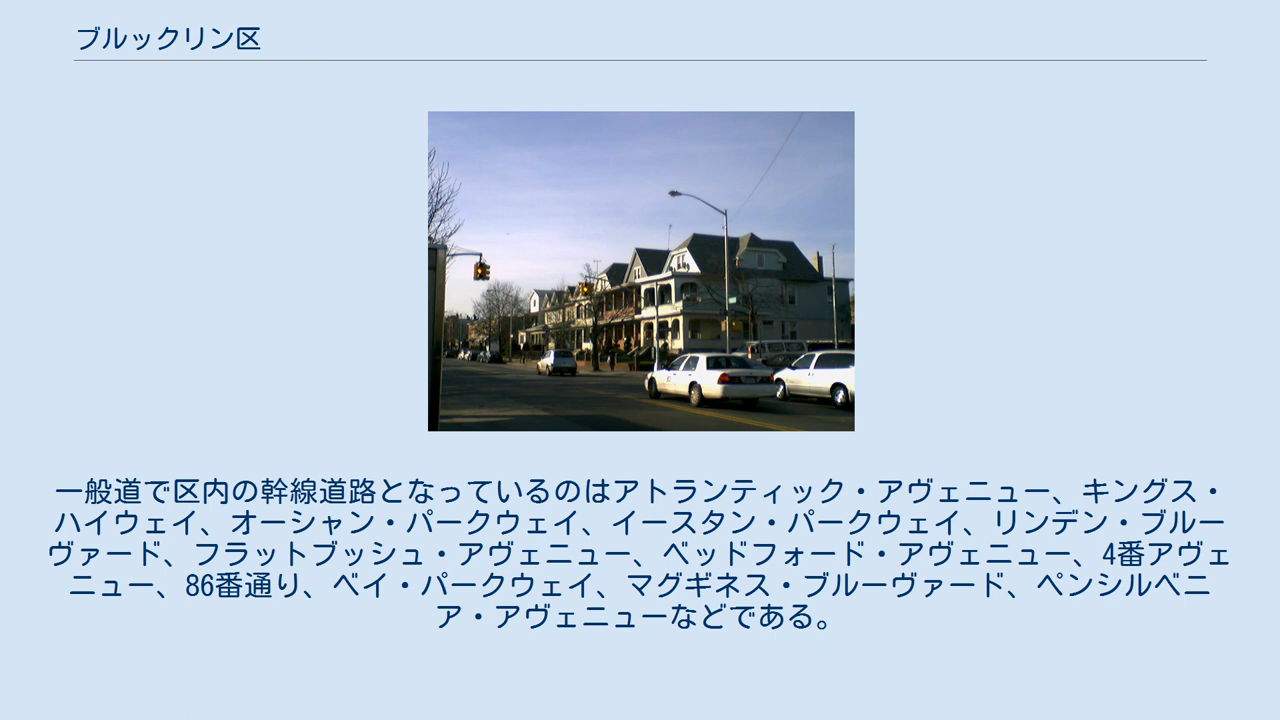 ブルックリン区
一般道で区内の幹線道路となっているのはアトランティック・アヴェニュー、キングス・
ハイウェイ、オーシャン・パークウェイ、イースタン・パークウェイ、リンデン・ブルー
ヴァード、フラットブッシュ・アヴェニュー、ベッドフォード・アヴェニュー、4番アヴェ
ニュー、86番通り、ベイ・パークウェイ、マグギネス・ブルーヴァード、ペンシルベニ
ア・アヴェニューなどである。